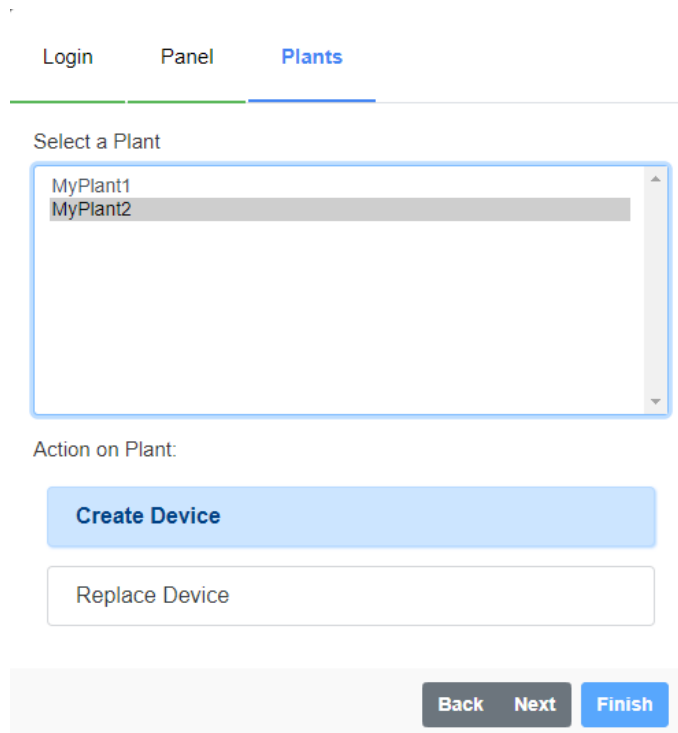 Login Panel Plants
Select a Plant
MyPlant1
MyPlant2
Action on Plant:
Create Device
Replace Device
Back Next Finish